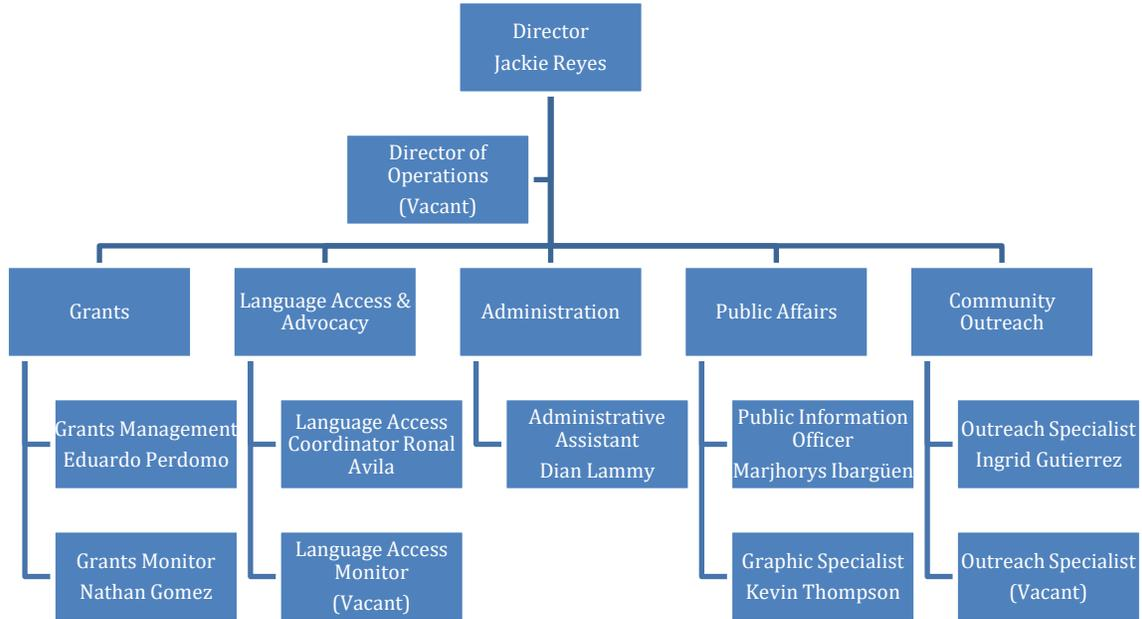 Director
Jackie Reyes
Director of
Operations
(Vacant)
Grants
Language Access &
Advocacy
Administration
Public Affairs
Community
Outreach
Grants Management
Eduardo Perdomo
Language Access
Coordinator Ronal
Avila
Administrative
Assistant
Dian Lammy
Public Information
Officer
Marjhorys Ibargüen
Outreach Specialist
Ingrid Gutierrez
Grants Monitor
Nathan Gomez
Language Access
Monitor
(Vacant)
Graphic Specialist
Kevin Thompson
Outreach Specialist
(Vacant)